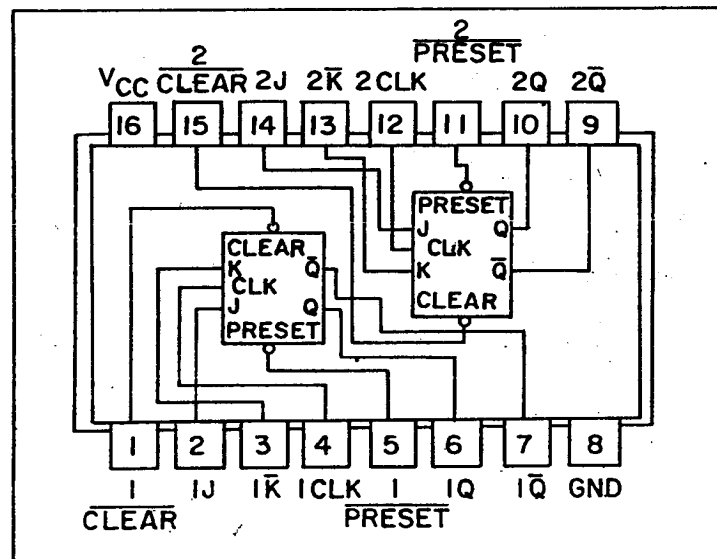 2 2
V̅CC CLEAR 2J 2K̅ 2CLK PRESET 2Q 2Q̅
16 15 14 13 12 11 10 9
PRESET
J Q
CLK
K Q̅
CLEAR
CLEAR
K Q̅
CLK
J Q
PRESET
1 2 3 4 5 6 7 8
1 1J 1K̅ 1CLK 1 1Q 1Q̅ GND
CLEAR PRESET